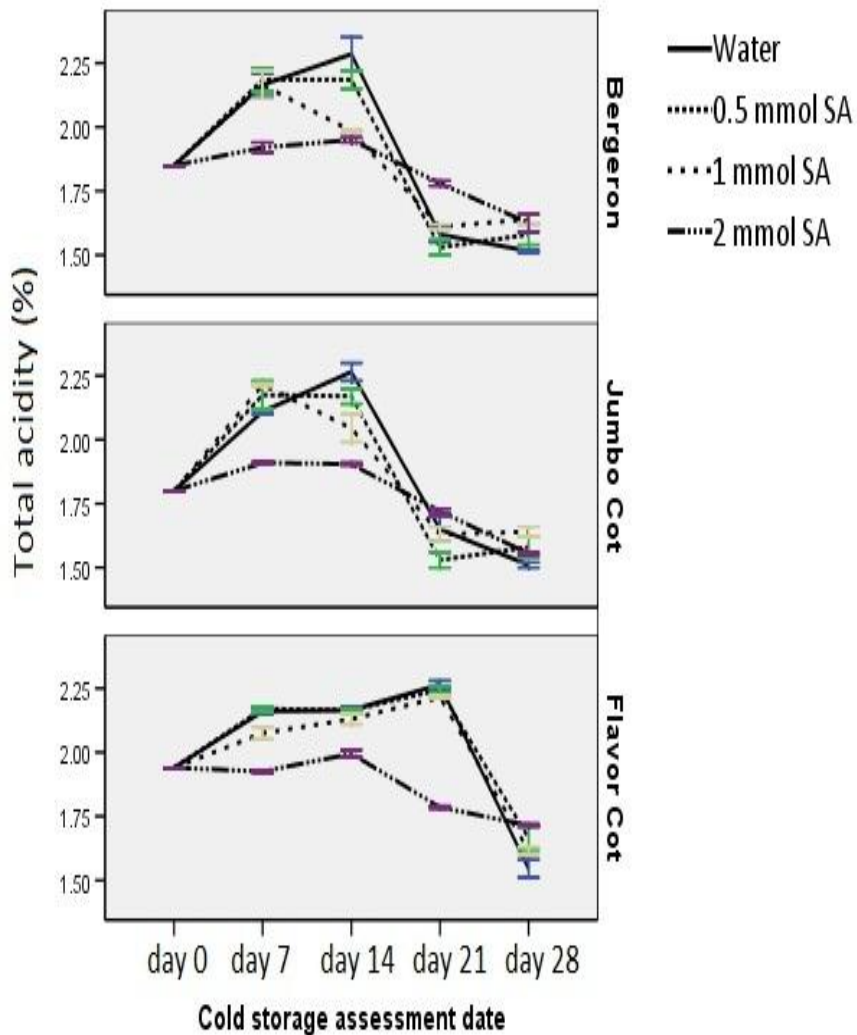 Water
0.5 mmol SA
1 mmol SA
2 mmol SA
Total acidity (%)
2.25
2.00
1.75
1.50
Bergeron
2.25
2.00
1.75
1.50
Jumbo Cot
2.25
2.00
1.75
1.50
Flavor Cot
day 0 day 7 day 14 day 21 day 28
Cold storage assessment date